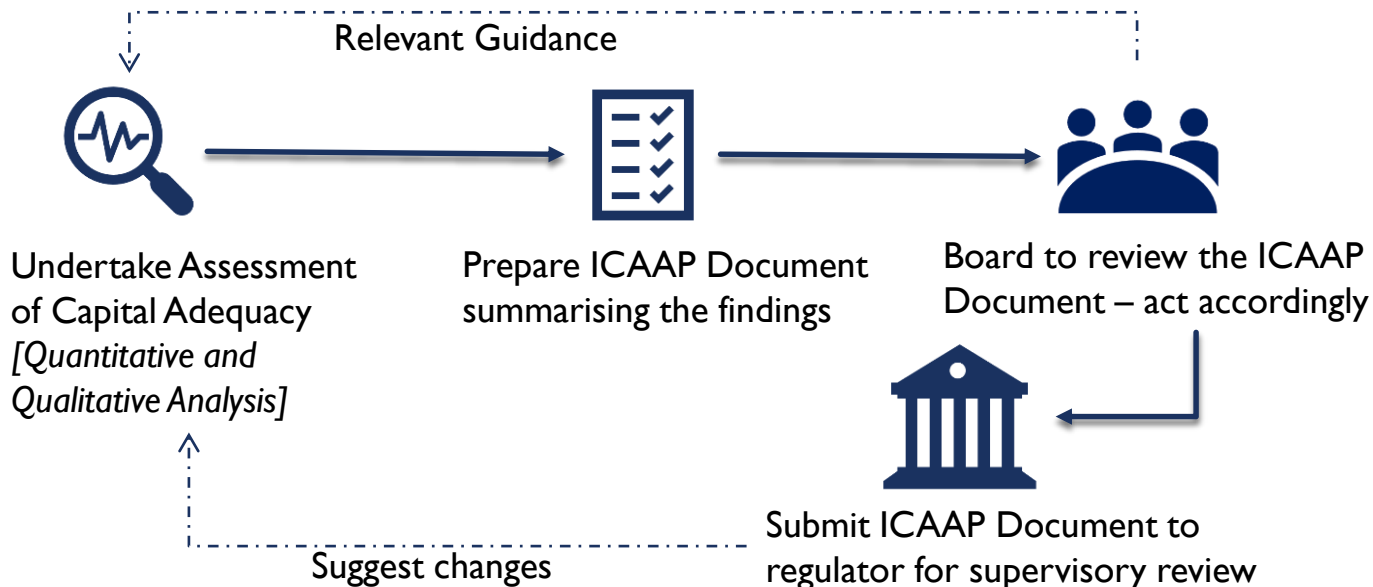 Relevant Guidance
Undertake Assessment
of Capital Adequacy
[Quantitative and
Qualitative Analysis]
Prepare ICAAP Document
summarising the findings
Board to review the ICAAP
Document – act accordingly
Submit ICAAP Document to
regulator for supervisory review
Suggest changes